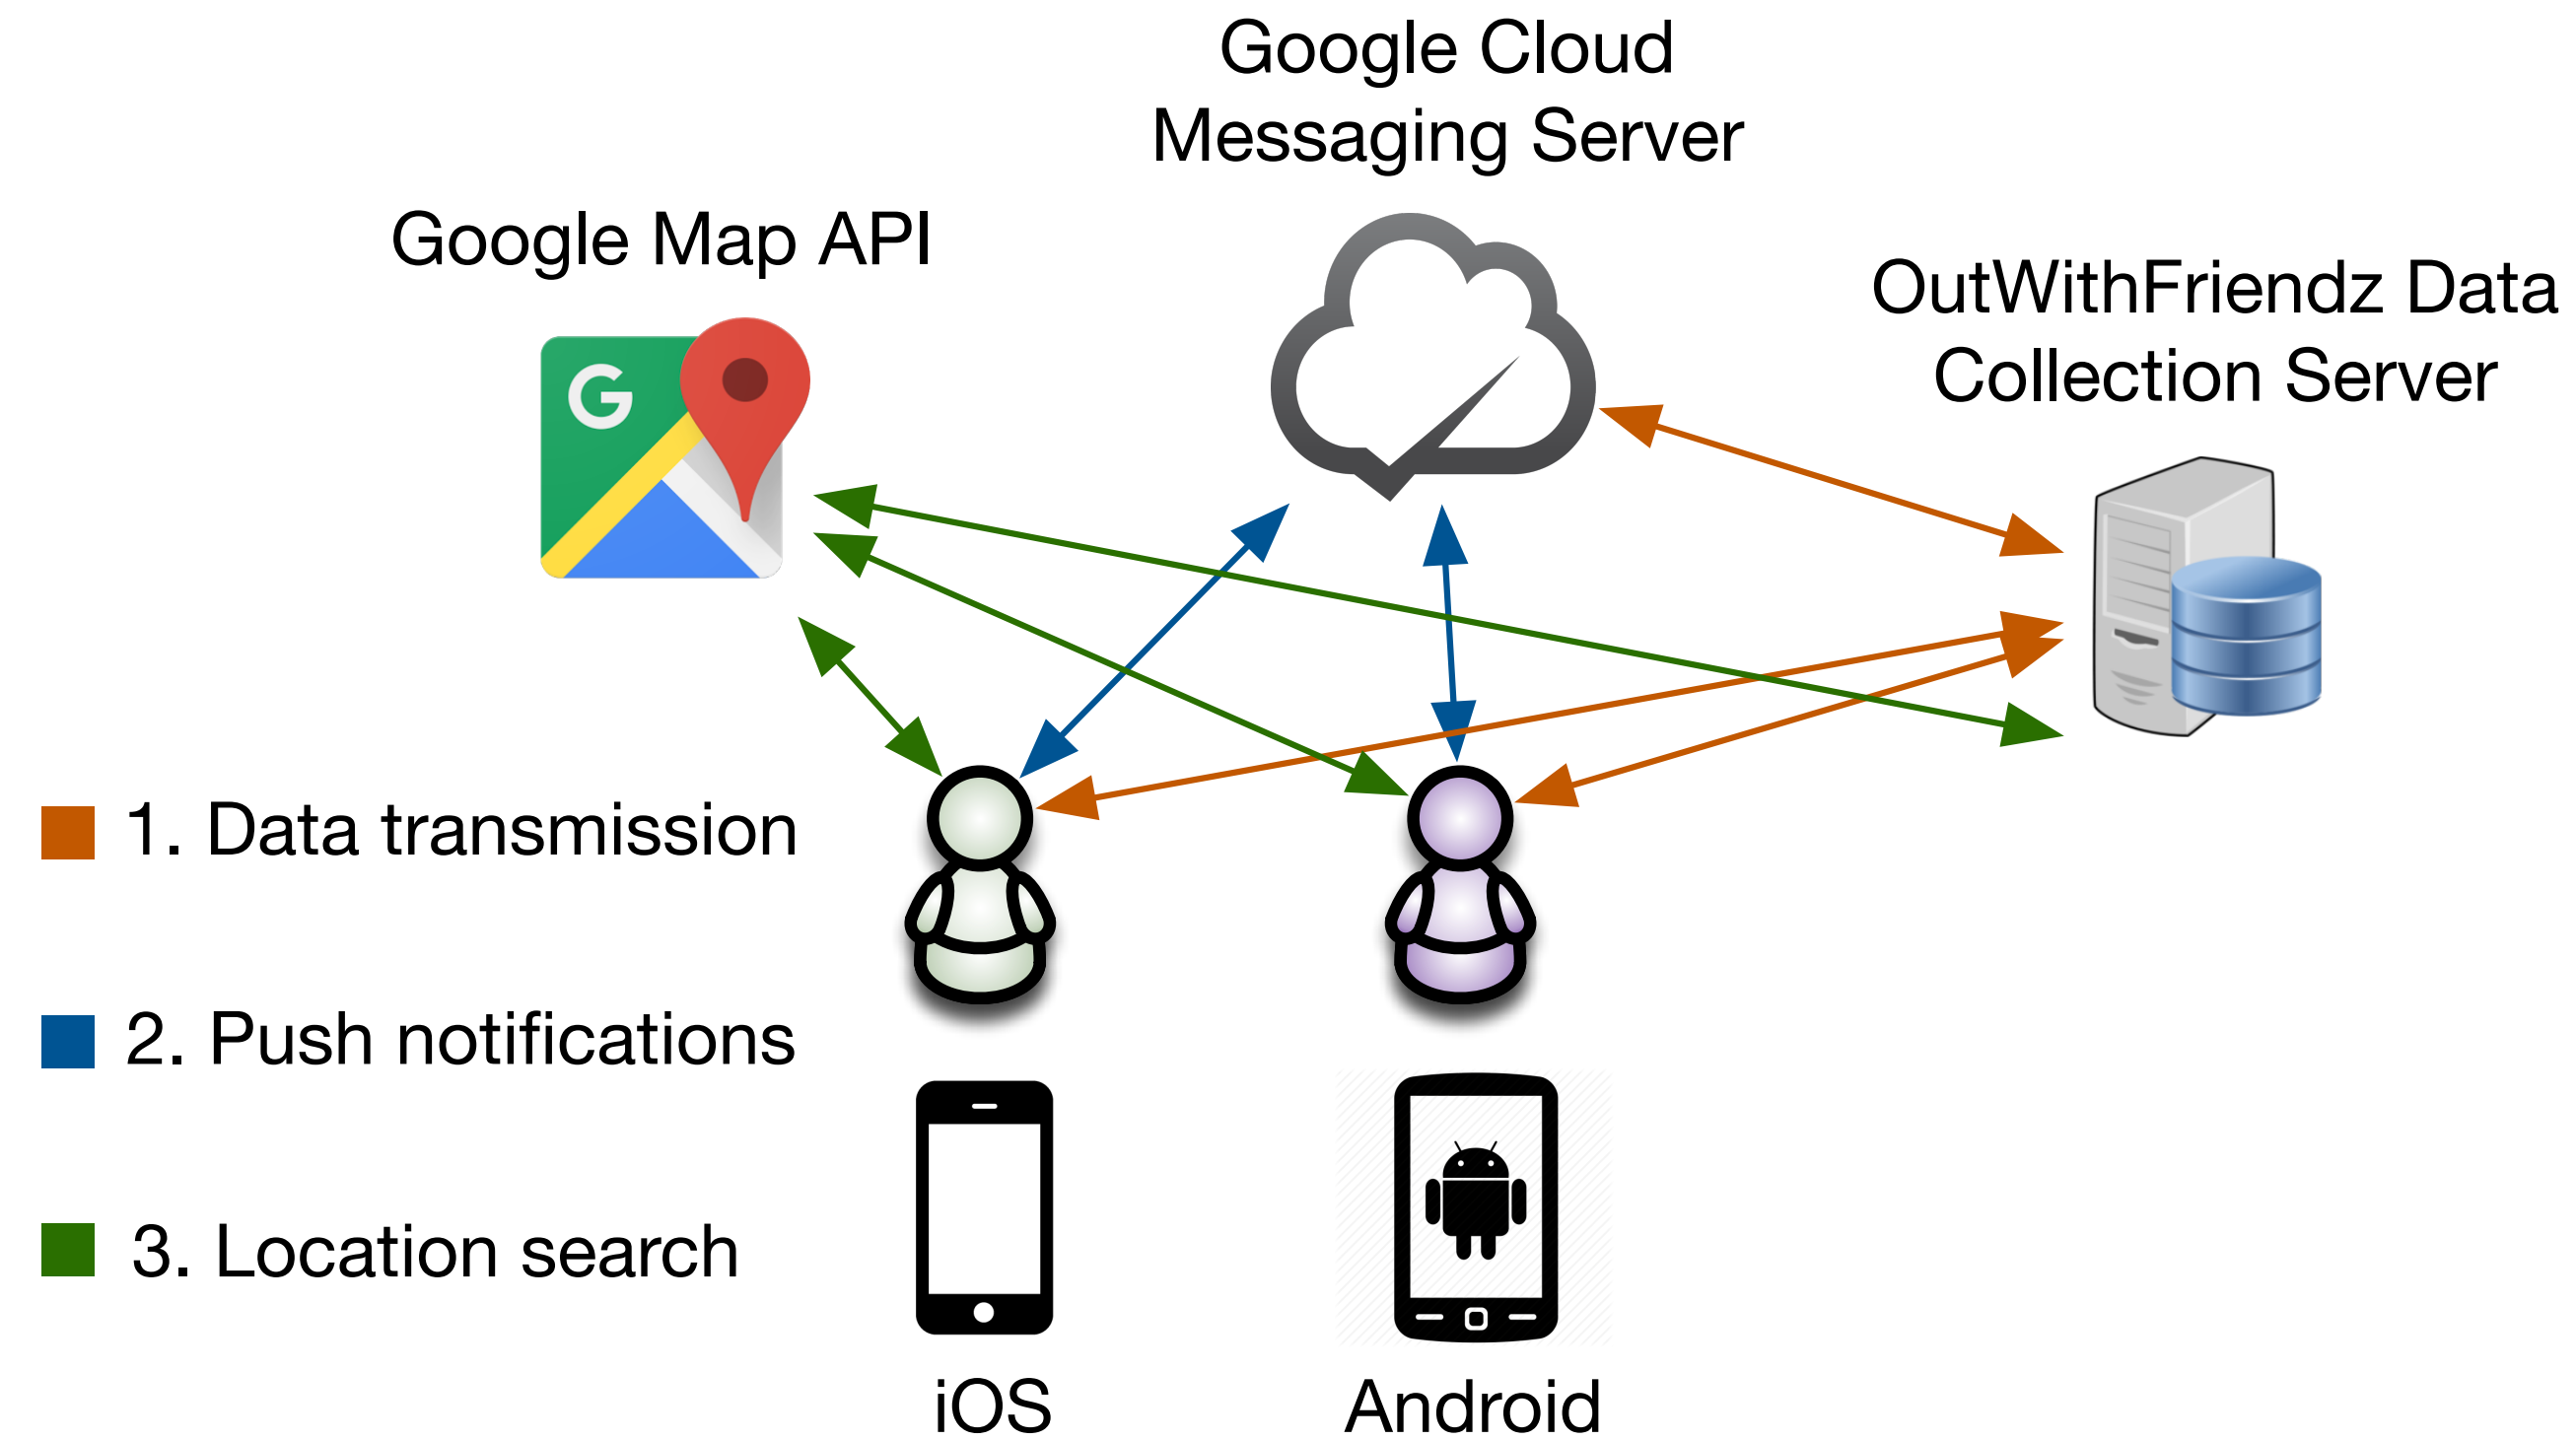 Google Cloud
Messaging Server
Google Map API
OutWithFriendz Data
Collection Server
G
1. Data transmission
2. Push notifications
3. Location search
iOS
Android